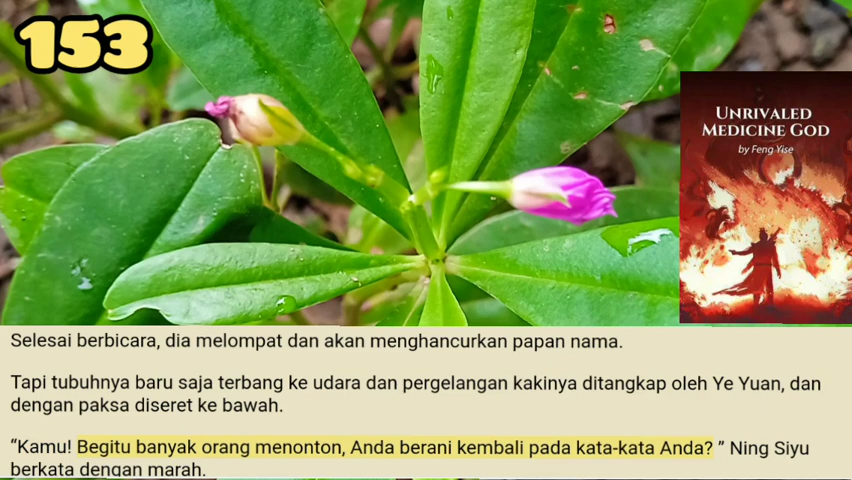 153
UNRIVALED
MEDICINE GOD
by Feng Yise
Selesai berbicara, dia melompat dan akan menghancurkan papan nama.
Tapi tubuhnya baru saja terbang ke udara dan pergelangan kakinya ditangkap oleh Ye Yuan, dan
dengan paksa diseret ke bawah.
“Kamu! Begitu banyak orang menonton, Anda berani kembali pada kata-kata Anda? ” Ning Siyu
berkata dengan marah.